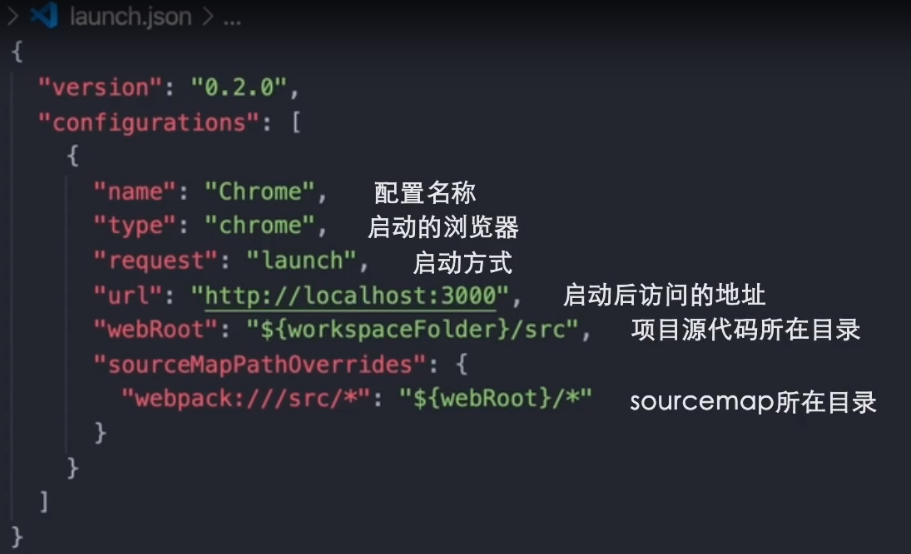 launch.json > ...
{
"version": "0.2.0",
"configurations": [
{
"name": "Chrome", 配置名称
"type": "chrome", 启动的浏览器
"request": "launch", 启动方式
"url": "http://localhost:3000", 启动后访问的地址
"webRoot": "${workspaceFolder}/src", 项目源代码所在目录
"sourceMapPathOverrides": {
"webpack:///src/*": "${webRoot}/*" sourcemap所在目录
}
}
]
}